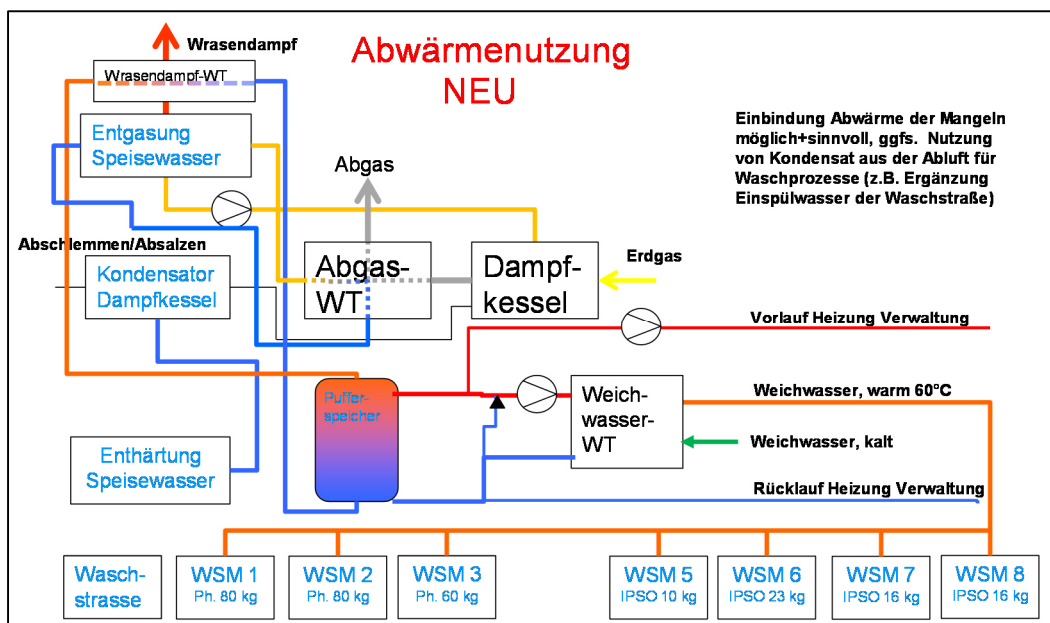 Abwärmenutzung
NEU
Wrasendampf
Wrasendampf-WT
Entgasung
Speisewasser
Einbindung Abwärme der Mangeln
möglich+sinnvoll, ggfs. Nutzung
von Kondensat aus der Abluft für
Waschprozesse (z.B. Ergänzung
Einspülwasser der Waschstraße)
Abgas
Abschlemmen/Absalzen
Kondensator
Dampfkessel
Abgas-
WT
Dampf-
kessel
Erdgas
Vorlauf Heizung Verwaltung
Puffer-
speicher
Weich-
wasser-
WT
Weichwasser, warm 60°C
Weichwasser, kalt
Enthärtung
Speisewasser
Rücklauf Heizung Verwaltung
Wasch-
strasse
WSM 1
Ph. 80 kg
WSM 2
Ph. 80 kg
WSM 3
Ph. 60 kg
WSM 5
IPSO 10 kg
WSM 6
IPSO 23 kg
WSM 7
IPSO 16 kg
WSM 8
IPSO 16 kg